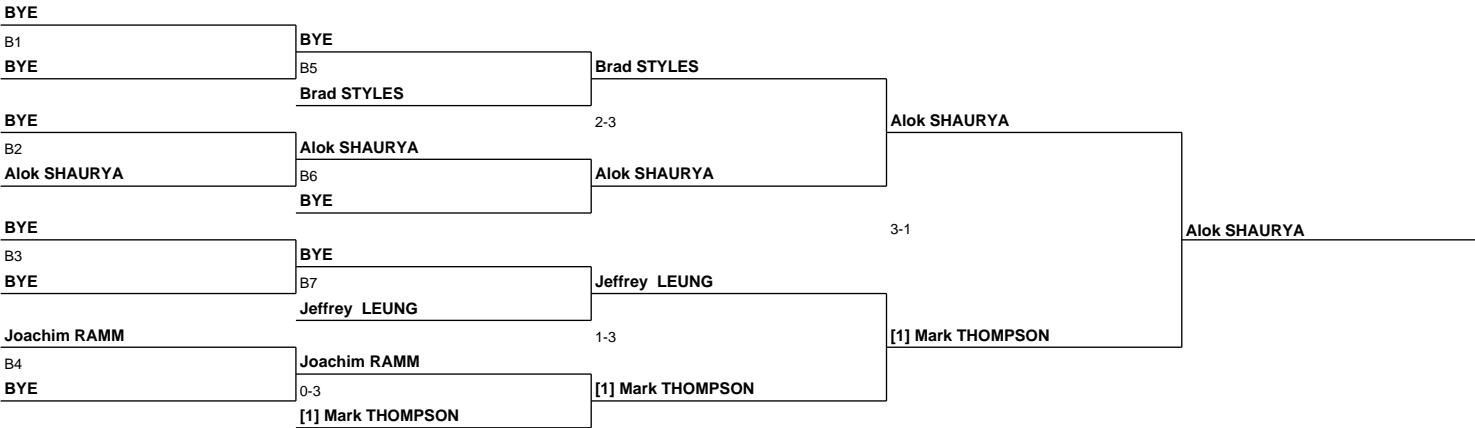 BYE
B1
BYE
BYE
B5
Brad STYLES
Brad STYLES
BYE
B2
Alok SHAURYA
Alok SHAURYA
B6
BYE
2-3
Alok SHAURYA
Alok SHAURYA
BYE
B3
BYE
BYE
B7
Jeffrey  LEUNG
Jeffrey  LEUNG
Joachim RAMM
B4
BYE
Joachim RAMM
0-3
[1] Mark THOMPSON
1-3
[1] Mark THOMPSON
[1] Mark THOMPSON
3-1
Alok SHAURYA